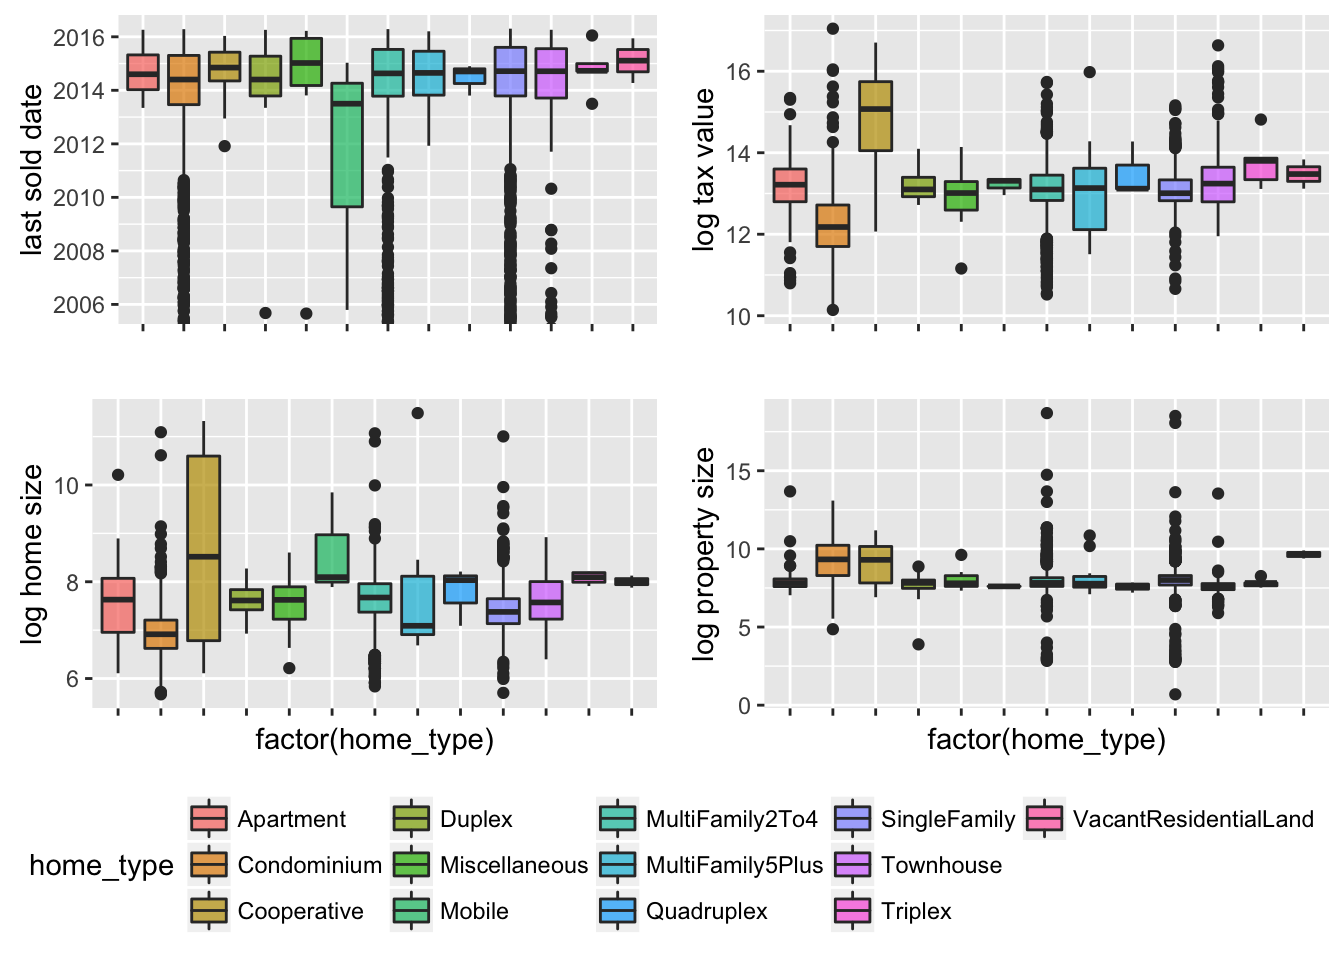 last sold date
2016
2014
2012
2010
2008
2006
log tax value
16
14
12
10
log home size
10
8
6
factor(home_type)
log property size
15
10
5
0
factor(home_type)
home_type
Apartment
Condominium
Cooperative
Duplex
Miscellaneous
Mobile
MultiFamily2To4
MultiFamily5Plus
Quadruplex
SingleFamily
Townhouse
Triplex
VacantResidentialLand